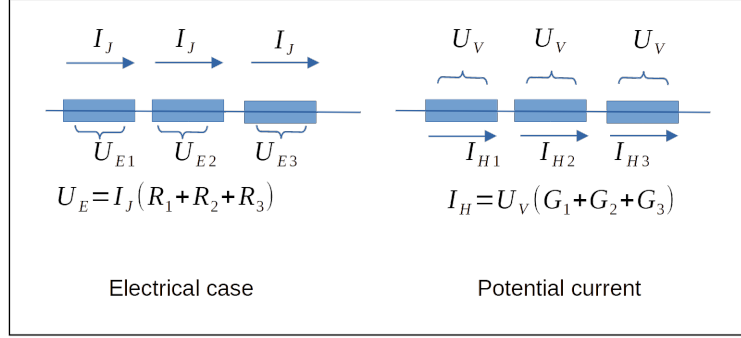 I_J I_J I_J U_V U_V U_V
U_E1 U_E2 U_E3 I_H1 I_H2 I_H3
U_E=I_J(R_1+R_2+R_3)
I_H=U_V(G_1+G_2+G_3)
Electrical case
Potential current